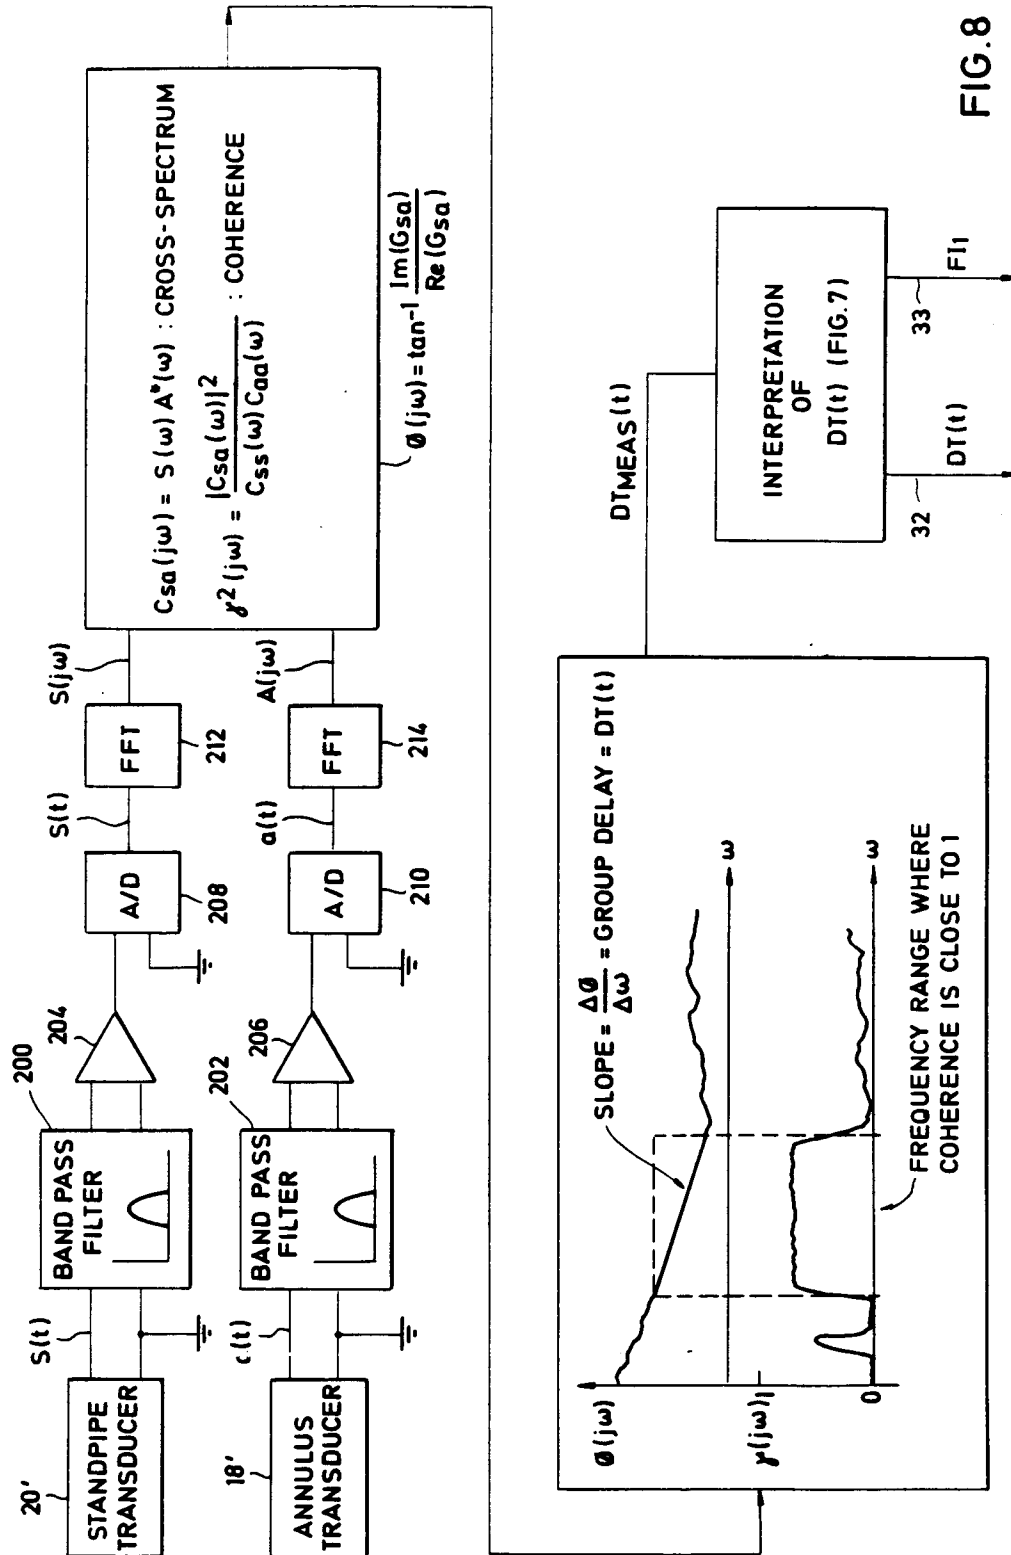 20'
STANDPIPE
TRANSDUCER
S(t)
200
BAND PASS
FILTER
204
A/D
208
S(t)
FFT
212
S(jω)
18'
ANNULUS
TRANSDUCER
202
BAND PASS
FILTER
206
A/D
210
a(t)
FFT
214
A(jω)
Csa(jω) = S(ω) A*(ω) : CROSS-SPECTRUM
γ²(jω) = |Csa(ω)|² / Css(ω) Caa(ω) : COHERENCE
Ø(jω) = tan⁻¹ Im(Gsa) / Re(Gsa)
Ø(jω)
SLOPE = ΔØ / Δω = GROUP DELAY = DT(t)
ω
γ(jω)
1
0
ω
FREQUENCY RANGE WHERE
COHERENCE IS CLOSE TO 1
DTMEAS(t)
INTERPRETATION
OF
DT(t) (FIG.7)
32
DT(t)
33
FI1
FIG.8